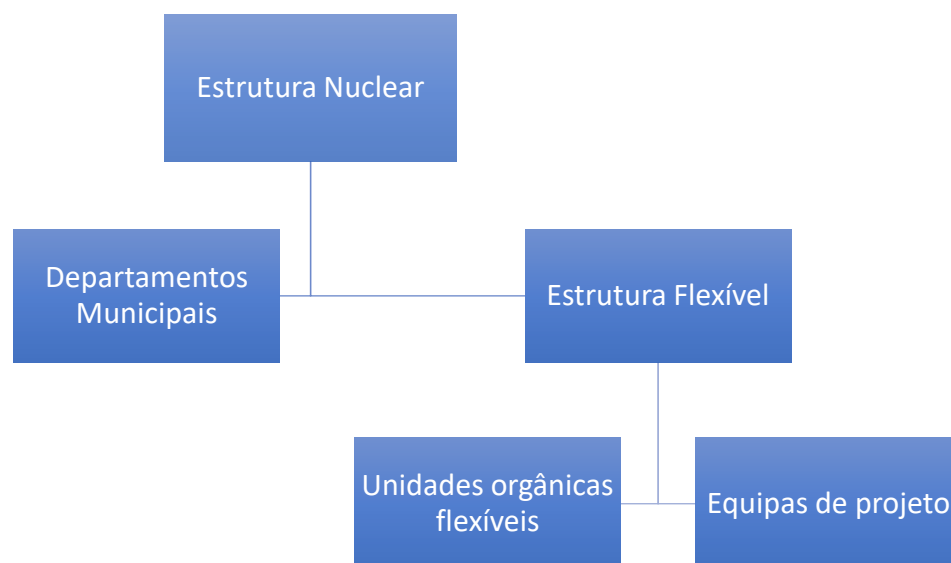 Estrutura Nuclear
Departamentos
Municipais
Estrutura Flexível
Unidades orgânicas
flexíveis
Equipas de projeto